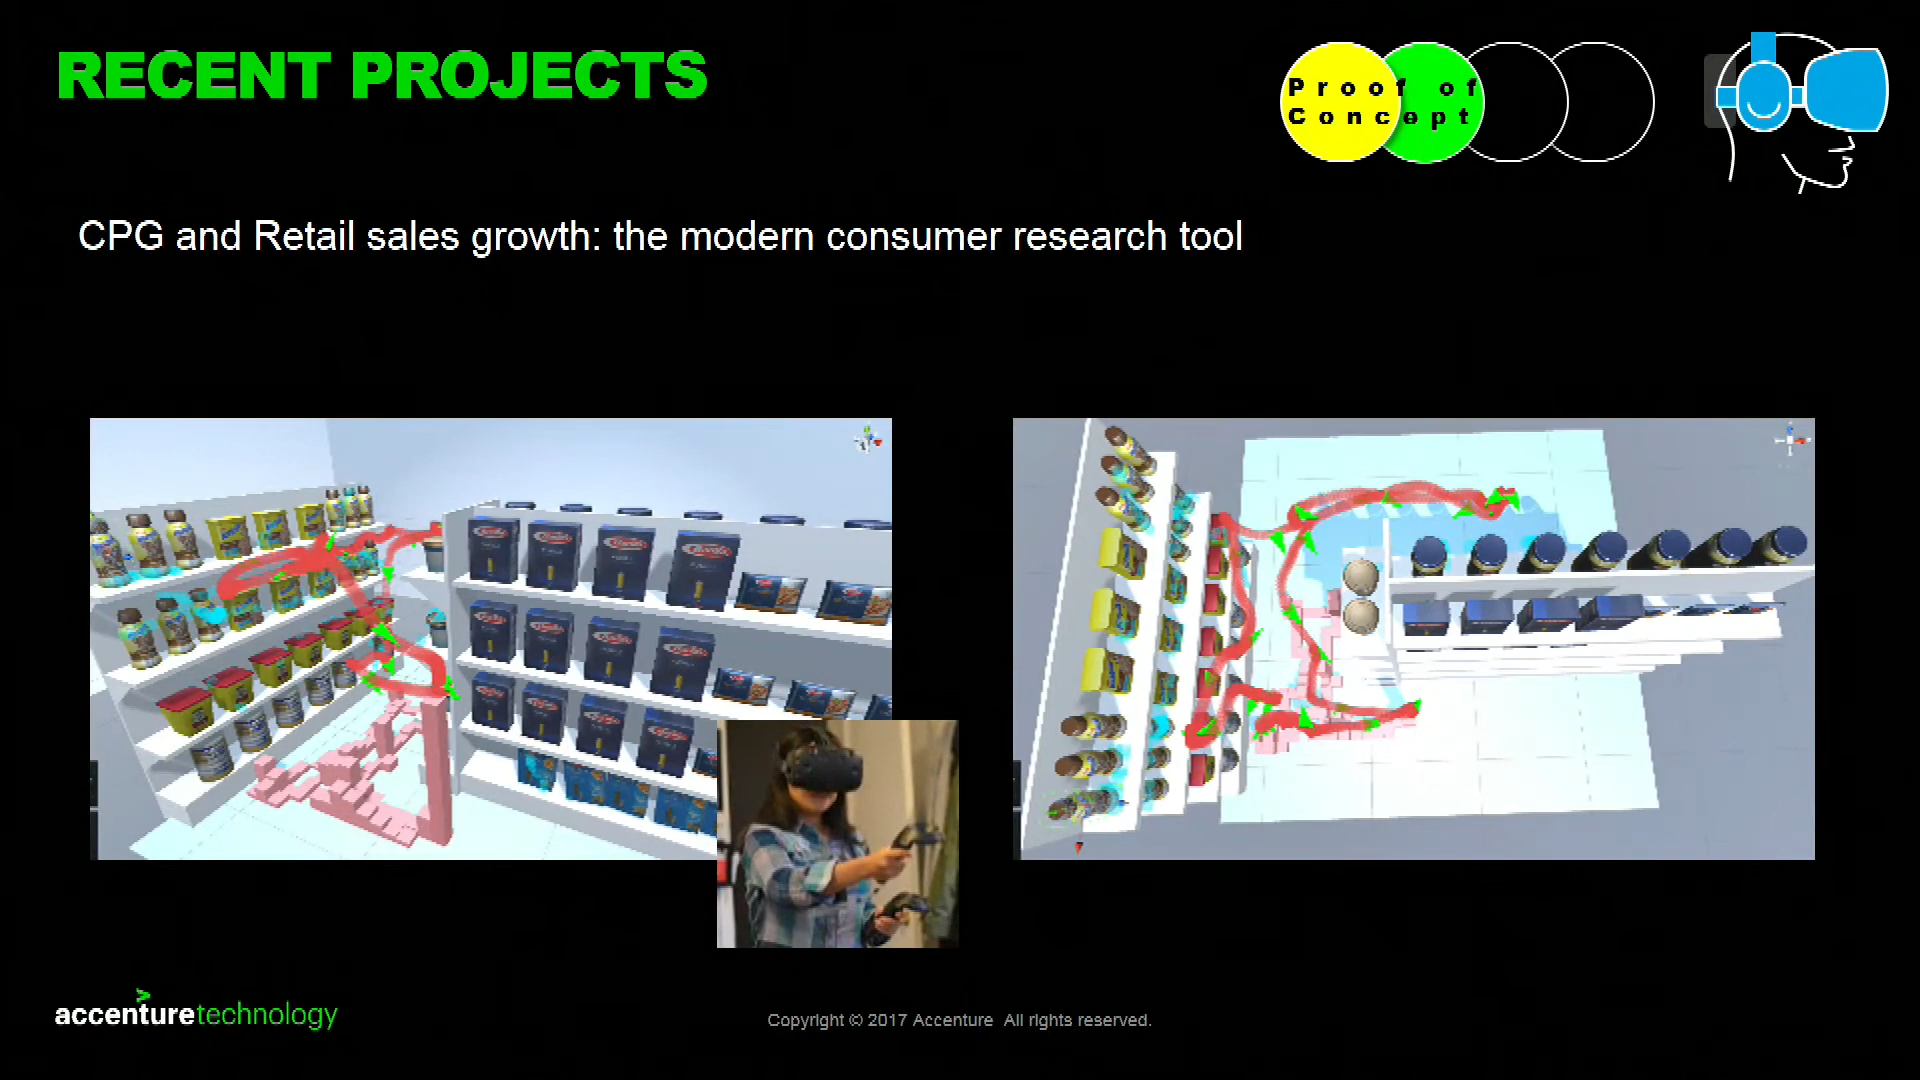 RECENT PROJECTS
Proof of
Concept
CPG and Retail sales growth: the modern consumer research tool
accenturetechnology
Copyright © 2017 Accenture All rights reserved.